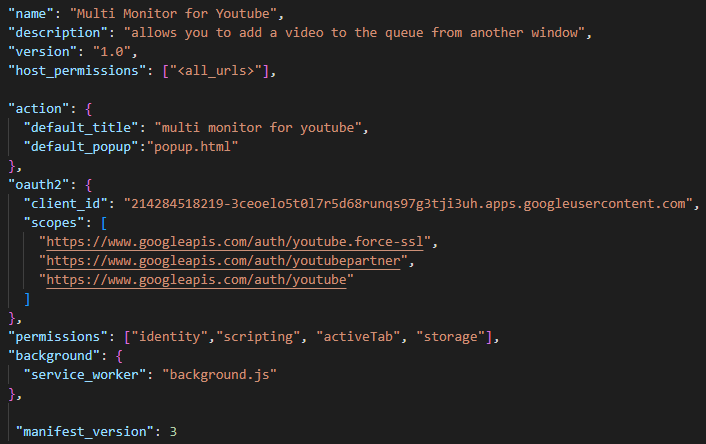 "name": "Multi Monitor for Youtube",
"description": "allows you to add a video to the queue from another window",
"version": "1.0",
"host_permissions": ["<all_urls>"],
"action": {
"default_title": "multi monitor for youtube",
"default_popup":"popup.html"
},
"oauth2": {
"client_id": "214284518219-3ceoelo5t0l7r5d68runqs97g3tji3uh.apps.googleusercontent.com",
"scopes": [
"https://www.googleapis.com/auth/youtube.force-ssl",
"https://www.googleapis.com/auth/youtubepartner",
"https://www.googleapis.com/auth/youtube"
]
},
"permissions": ["identity","scripting", "activeTab", "storage"],
"background": {
"service_worker": "background.js"
},
"manifest_version": 3